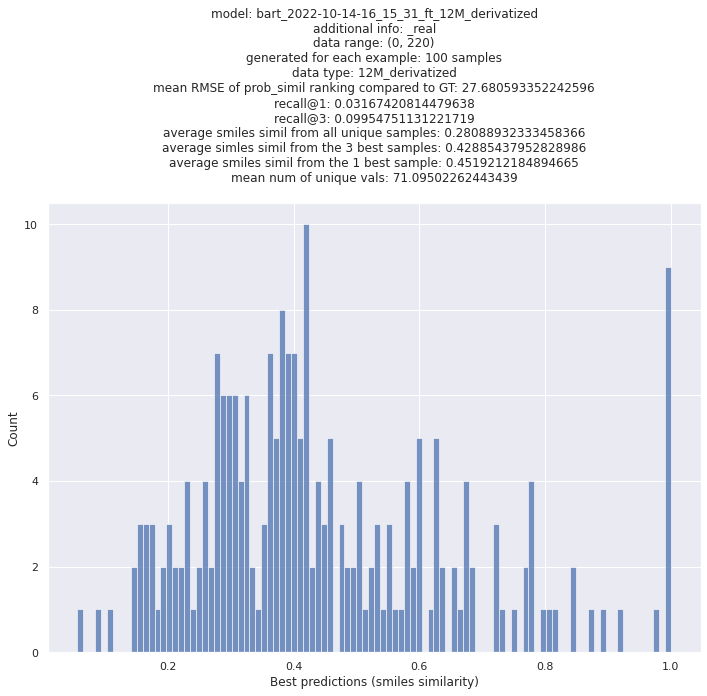 model: bart_2022-10-14-16_15_31_ft_12M_derivatized
additional info: _real
data range: (0, 220)
generated for each example: 100 samples
data type: 12M_derivatized
mean RMSE of prob_simil ranking compared to GT: 27.680593352242596
recall@1: 0.03167420814479638
recall@3: 0.09954751131221719
average smiles simil from all unique samples: 0.28088932333458366
average simles simil from the 3 best samples: 0.42885437952828986
average smiles simil from the 1 best sample: 0.4519212184894665
mean num of unique vals: 71.09502262443439
10
8
6
4
2
0
Count
0.2 0.4 0.6 0.8 1.0
Best predictions (smiles similarity)